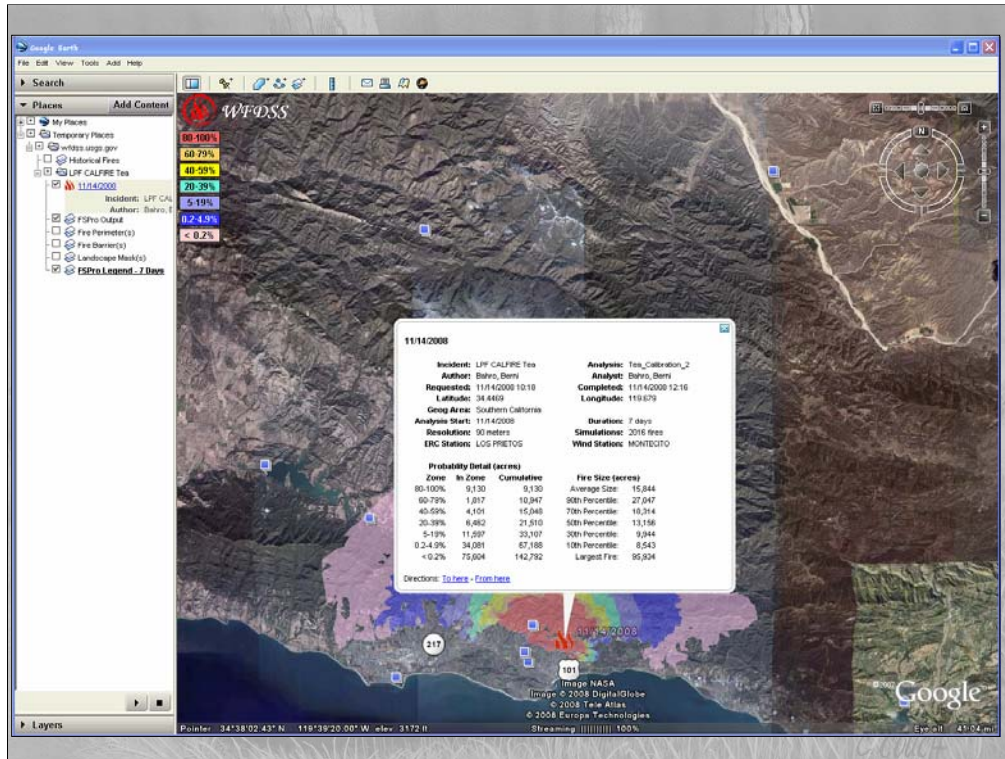 Google Earth
File Edit View Tools Add Help
Search
Places Add Content
My Places
Temporary Places
wfdss.usgs.gov
Historical Fires
LPF CALFIRE Tea
11/14/2008
Incident: LPF CAL
Author: Bahro, B
FSPro Output
Fire Perimeter(s)
Fire Barrier(s)
Landscape Mask(s)
FSPro Legend - 7 Days
Layers
WFDSS
80-100%
60-79%
40-59%
20-39%
5-19%
0.2-4.9%
< 0.2%
N
11/14/2008
Incident: LPF CALFIRE Tea Analysis: Tea_Calibration_2
Author: Bahro, Berni Analyst: Bahro, Berni
Requested: 11/14/2008 10:18 Completed: 11/14/2008 12:16
Latitude: 34.4469 Longitude: 119.679
Geog Area: Southern California
Analysis Start: 11/14/2008 Duration: 7 days
Resolution: 90 meters Simulations: 2016 fires
ERC Station: LOS PRIETOS Wind Station: MONTECITO
Probablity Detail (acres)
Zone In Zone Cumulative Fire Size (acres)
80-100% 9,130 9,130 Average Size: 15,844
60-79% 1,817 10,947 90th Percentile: 27,047
40-59% 4,101 15,048 70th Percentile: 18,314
20-39% 6,462 21,510 50th Percentile: 13,156
5-19% 11,597 33,107 30th Percentile: 9,944
0.2-4.9% 34,081 67,188 10th Percentile: 8,543
< 0.2% 75,604 142,792 Largest Fire: 95,934
Directions: To here - From here
11/14/2008
217
101
Image NASA
Image © 2008 DigitalGlobe
© 2008 Tele Atlas
© 2008 Europa Technologies
©2007 Google
Pointer 34°38'02.43" N 119°39'20.00" W elev 3172 ft Streaming |||||||||| 100% Eye alt 41.04 mi